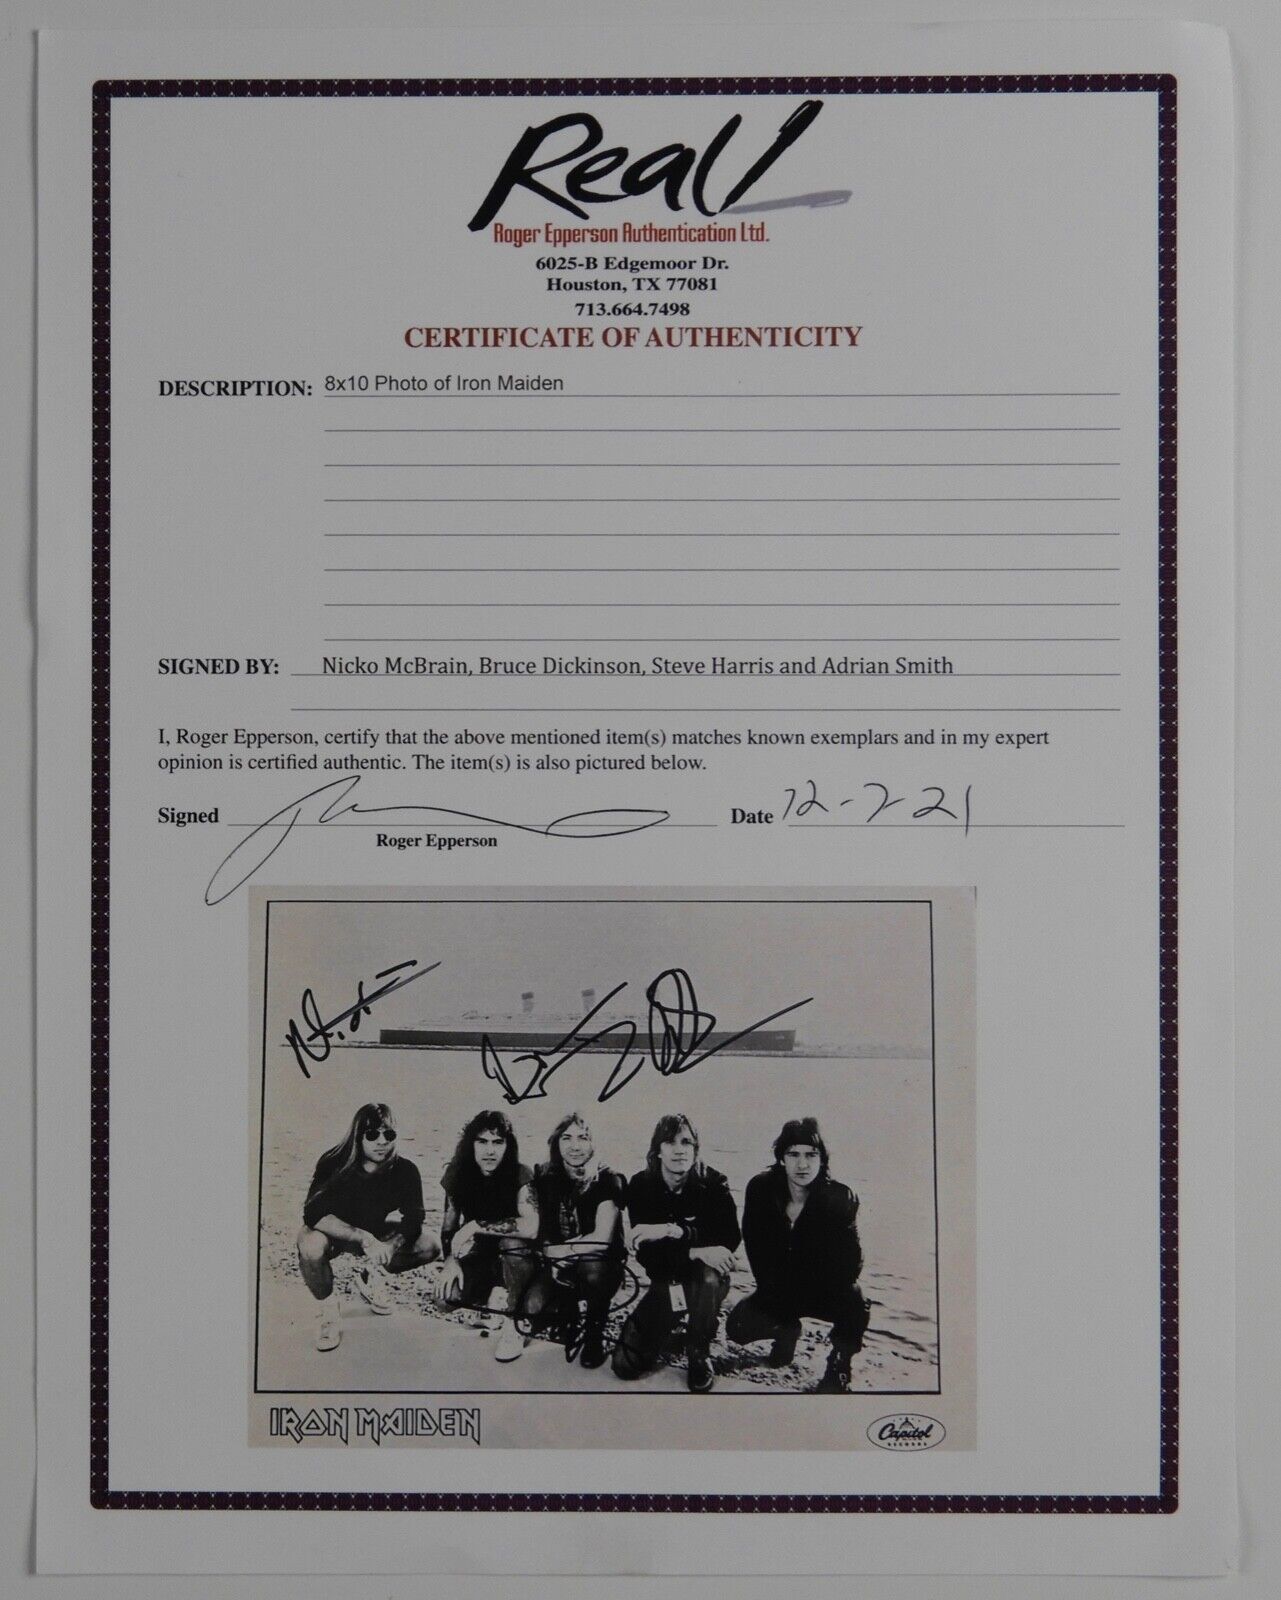 Real!
Roger Epperson Authentication Ltd.
6025-B Edgemoor Dr.
Houston, TX 77081
713.664.7498
CERTIFICATE OF AUTHENTICITY
DESCRIPTION: 8x10 Photo of Iron Maiden
SIGNED BY: Nicko McBrain, Bruce Dickinson, Steve Harris and Adrian Smith
I, Roger Epperson, certify that the above mentioned item(s) matches known exemplars and in my expert
opinion is certified authentic. The item(s) is also pictured below.
Signed Date 12-7-21
Roger Epperson
IRON MAIDEN
Capitol
RECORDS